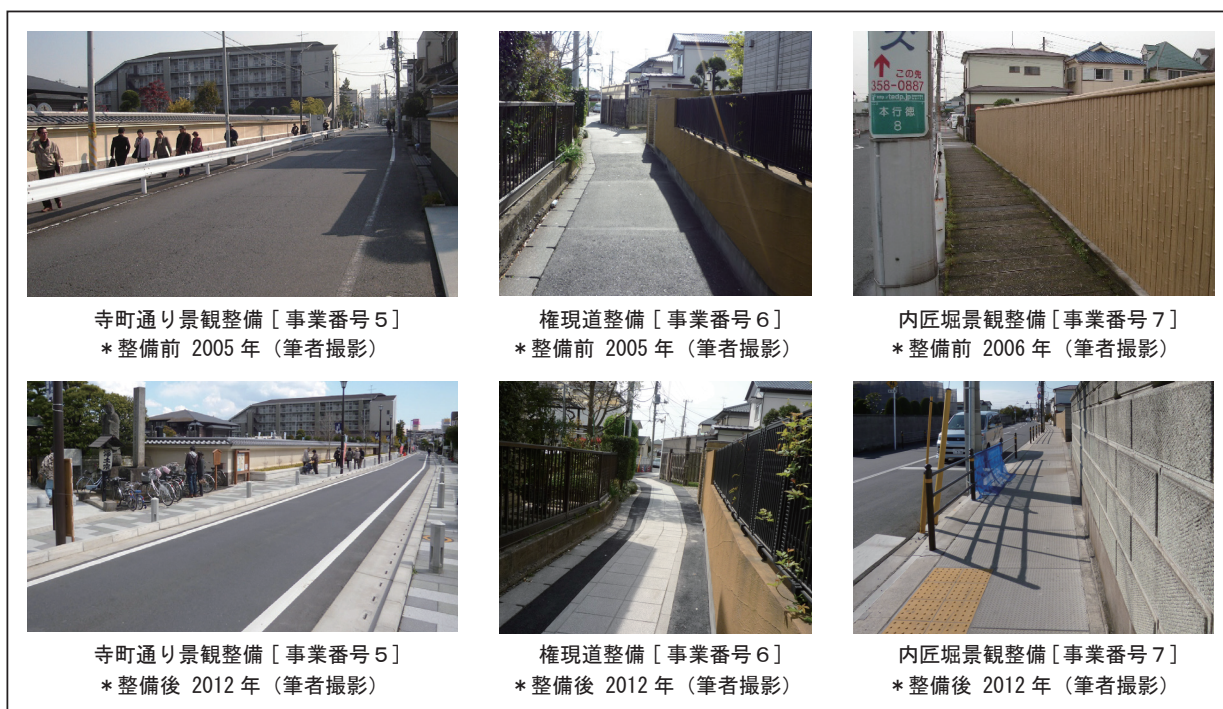 ス
この先
358-0887
本行徳
8
寺町通り景観整備 [ 事業番号5]
権現道整備 [ 事業番号6]
内匠堀景観整備 [ 事業番号7]
＊整備前 2005 年（筆者撮影）
＊整備前 2005 年（筆者撮影）
＊整備前 2006 年（筆者撮影）
寺町通り景観整備 [ 事業番号5]
権現道整備 [ 事業番号6]
内匠堀景観整備 [ 事業番号7]
＊整備後 2012 年（筆者撮影）
＊整備後 2012 年（筆者撮影）
＊整備後 2012 年（筆者撮影）